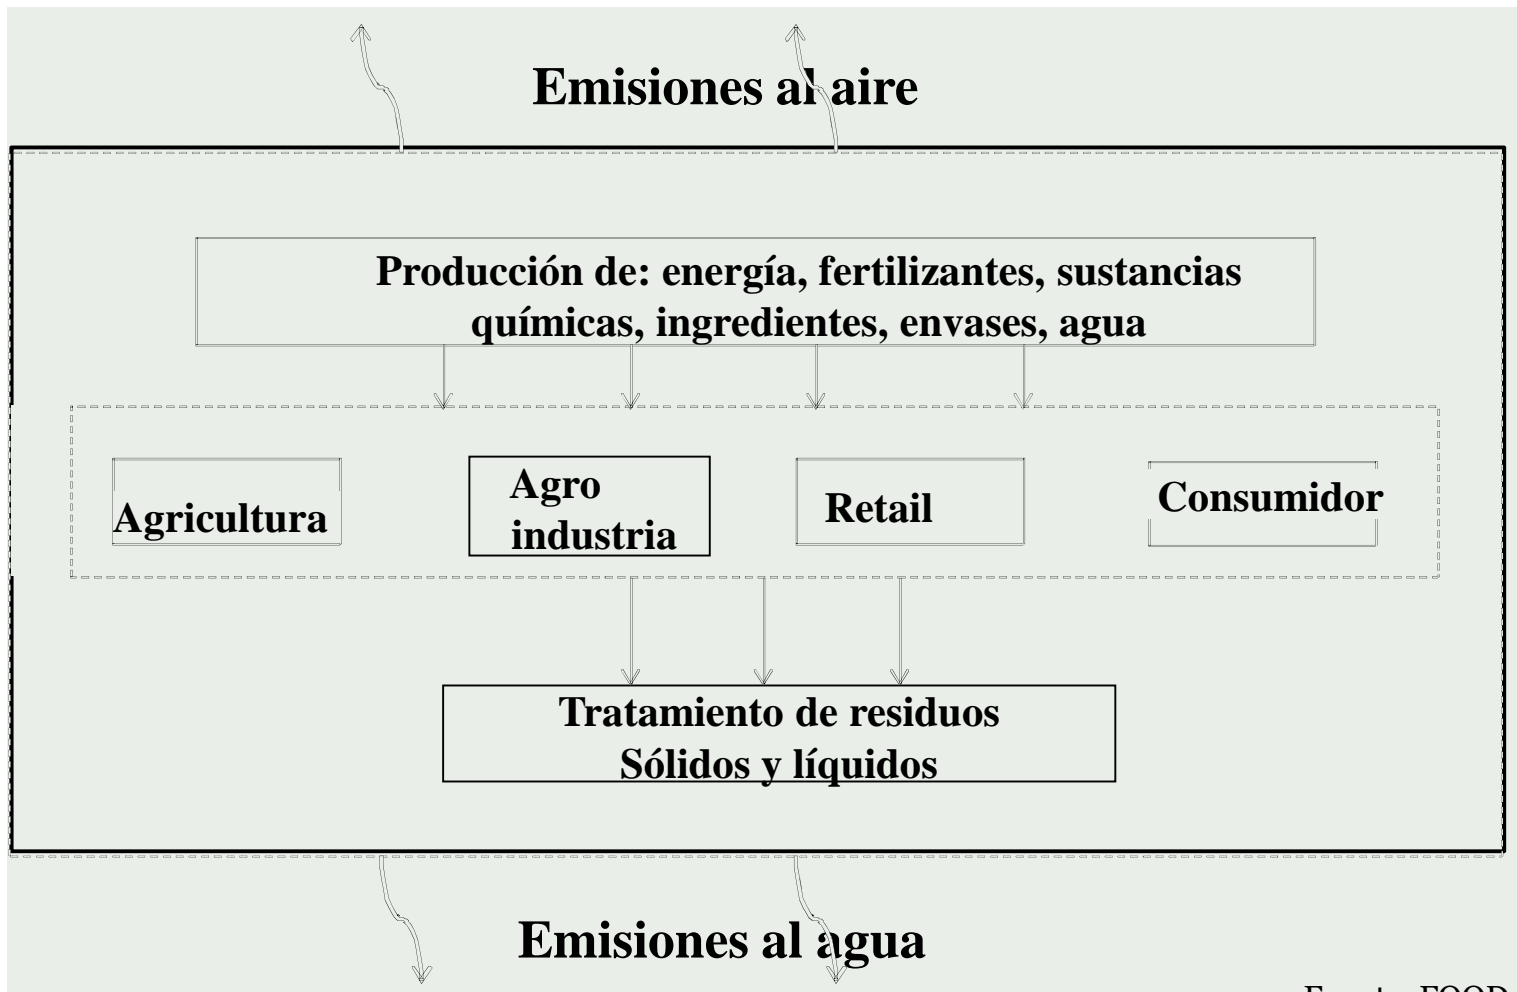 Emisiones al aire
Producción de: energía, fertilizantes, sustancias
químicas, ingredientes, envases, agua
Agricultura
Agro
industria
Retail
Consumidor
Tratamiento de residuos
Sólidos y líquidos
Emisiones al agua